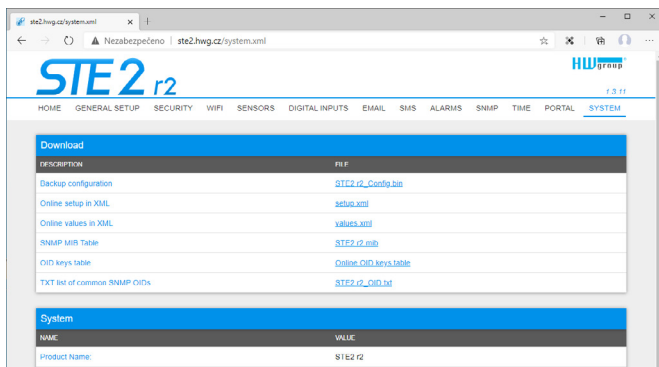 ste2.hwg.cz/system.xml
Nezabezpečeno | ste2.hwg.cz/system.xml
STE2 r2
HWgroup
1.3.11
HOME GENERAL SETUP SECURITY WIFI SENSORS DIGITAL INPUTS EMAIL SMS ALARMS SNMP TIME PORTAL SYSTEM
Download
DESCRIPTION FILE
Backup configuration STE2 r2_Config.bin
Online setup in XML setup.xml
Online values in XML values.xml
SNMP MIB Table STE2 r2.mib
OID keys table Online OID keys table
TXT list of common SNMP OIDs STE2 r2_OID.txt
System
NAME VALUE
Product Name: STE2 r2